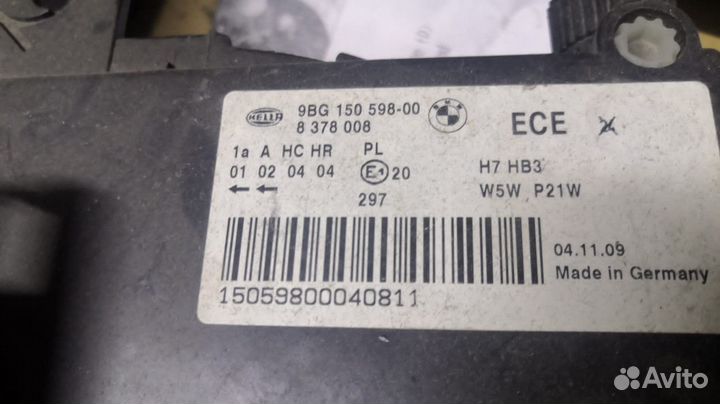 HELLA
9BG 150 598-00
8 378 008
BMW
ECE
1a A HC HR PL
01 02 04 04 E1 20
297
H7 HB3
W5W P21W
04.11.09
Made in Germany
15059800040811
Avito